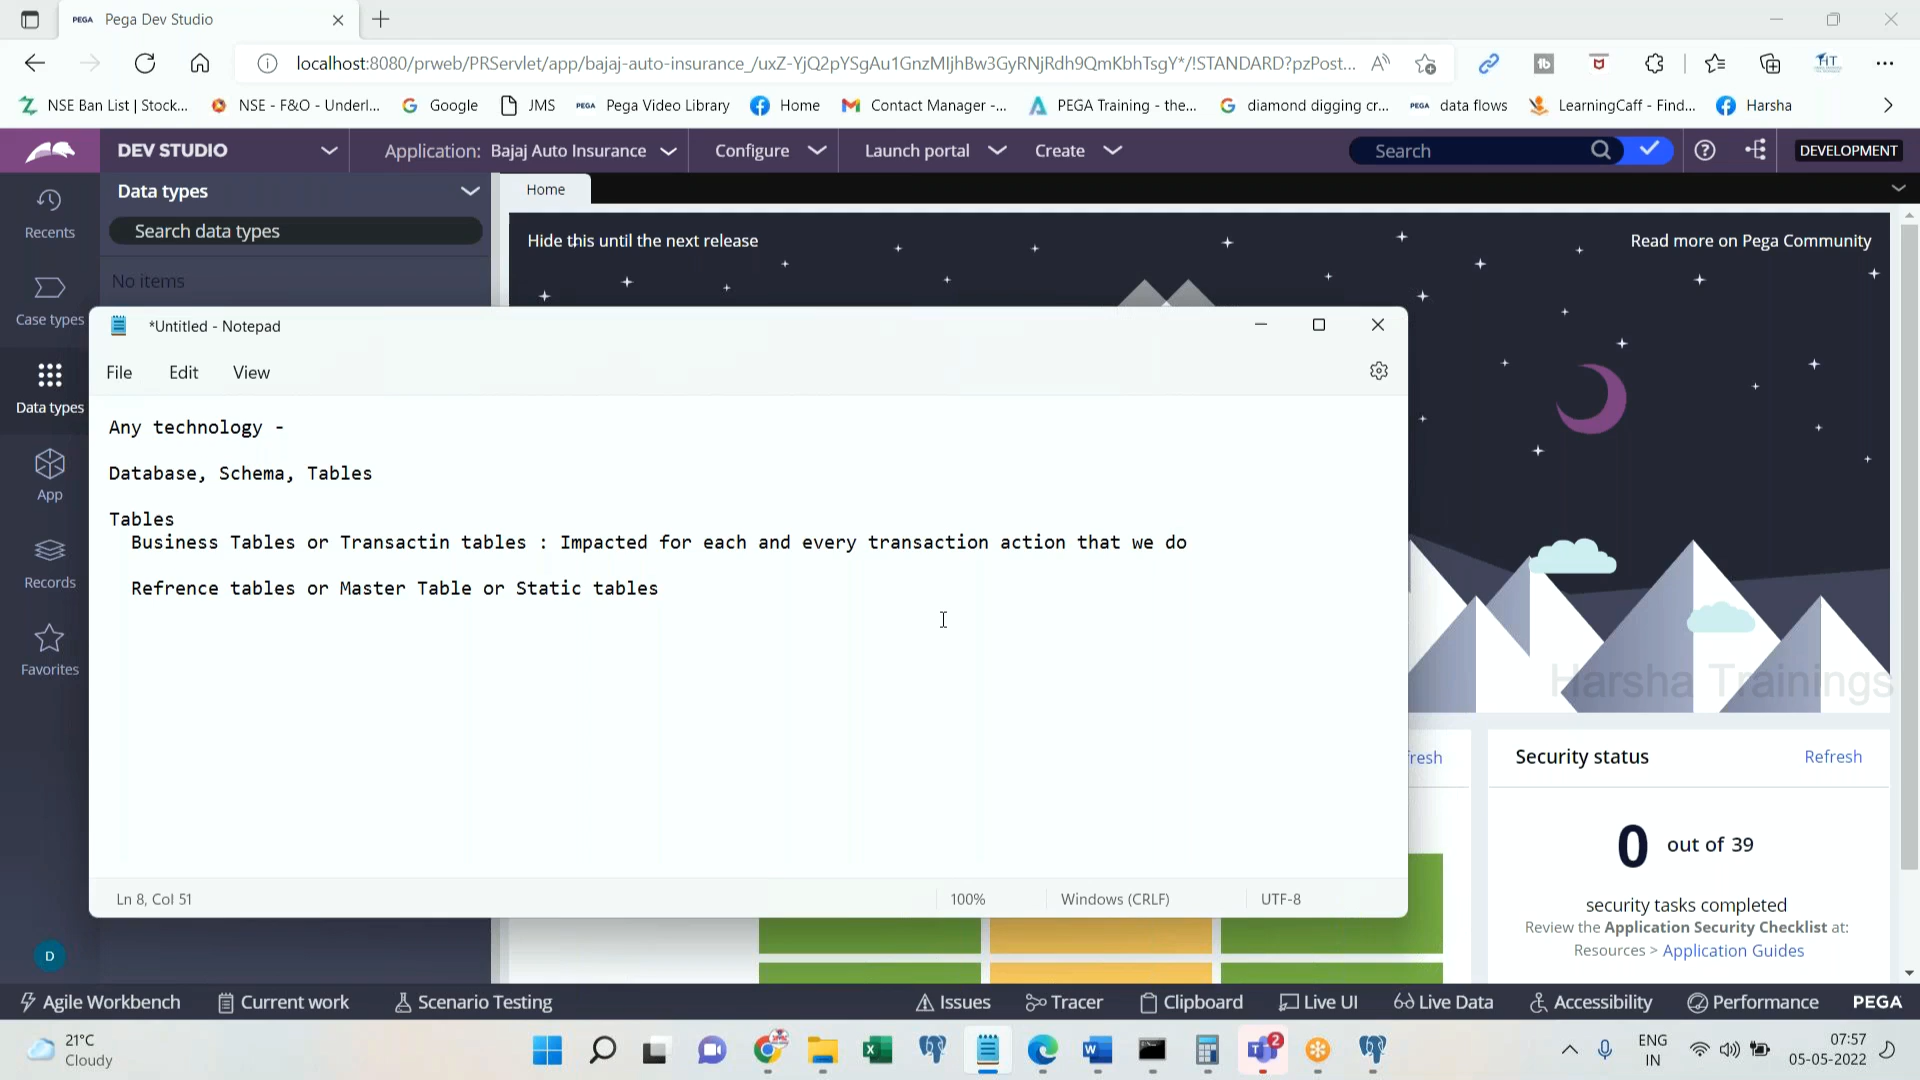 PEGA Pega Dev Studio
localhost:8080/prweb/PRServlet/app/bajaj-auto-insurance_/uxZ-YjQ2pYSgAu1GnzMIjhBw3GyRNjRdh9QmKbhTsgY*/!STANDARD?pzPost...
NSE Ban List | Stock... NSE - F&O - Underl... Google JMS PEGA Pega Video Library Home Contact Manager -... PEGA Training - the... diamond digging cr... PEGA data flows LearningCaff - Find... Harsha
DEV STUDIO Application: Bajaj Auto Insurance Configure Launch portal Create Search DEVELOPMENT
Recents
Data types
Search data types
No items
Home
Hide this until the next release Read more on Pega Community
Case types
Data types
App
Records
Favorites
D
*Untitled - Notepad
File Edit View
Any technology -
Database, Schema, Tables
Tables
Business Tables or Transactin tables : Impacted for each and every transaction action that we do
Refrence tables or Master Table or Static tables
Ln 8, Col 51 100% Windows (CRLF) UTF-8
Harsha Trainings
fresh
Security status Refresh
0 out of 39
security tasks completed
Review the Application Security Checklist at:
Resources > Application Guides
Agile Workbench Current work Scenario Testing Issues Tracer Clipboard Live UI Live Data Accessibility Performance PEGA
21°C
Cloudy
2
ENG
IN
07:57
05-05-2022